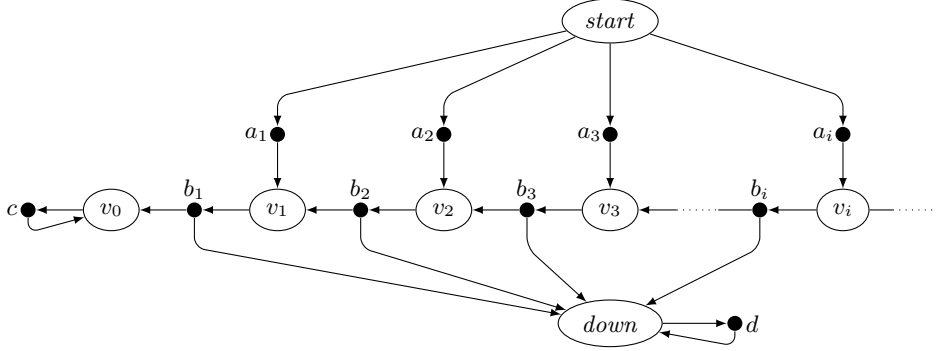 start
a₁ a₂ a₃ aᵢ
b₁ b₂ b₃ bᵢ
c v₀ v₁ v₂ v₃ vᵢ
down d